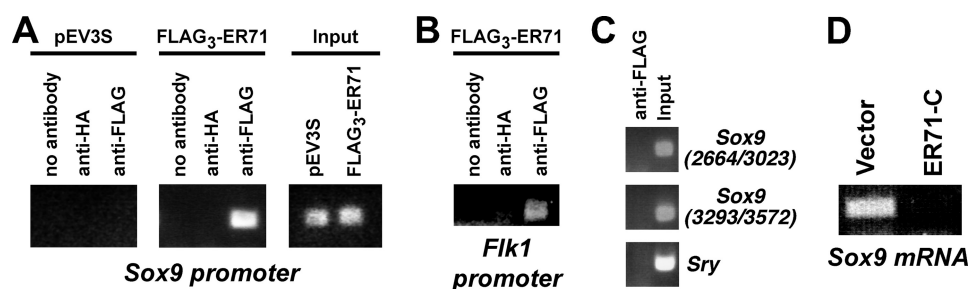 A
pEV3S
FLAG3-ER71
Input
no antibody
anti-HA
anti-FLAG
no antibody
anti-HA
anti-FLAG
pEV3S
FLAG3-ER71
Sox9 promoter
B
FLAG3-ER71
no antibody
anti-HA
anti-FLAG
Flk1
promoter
C
anti-FLAG
Input
Sox9
(2664/3023)
Sox9
(3293/3572)
Sry
D
Vector
ER71-C
Sox9 mRNA